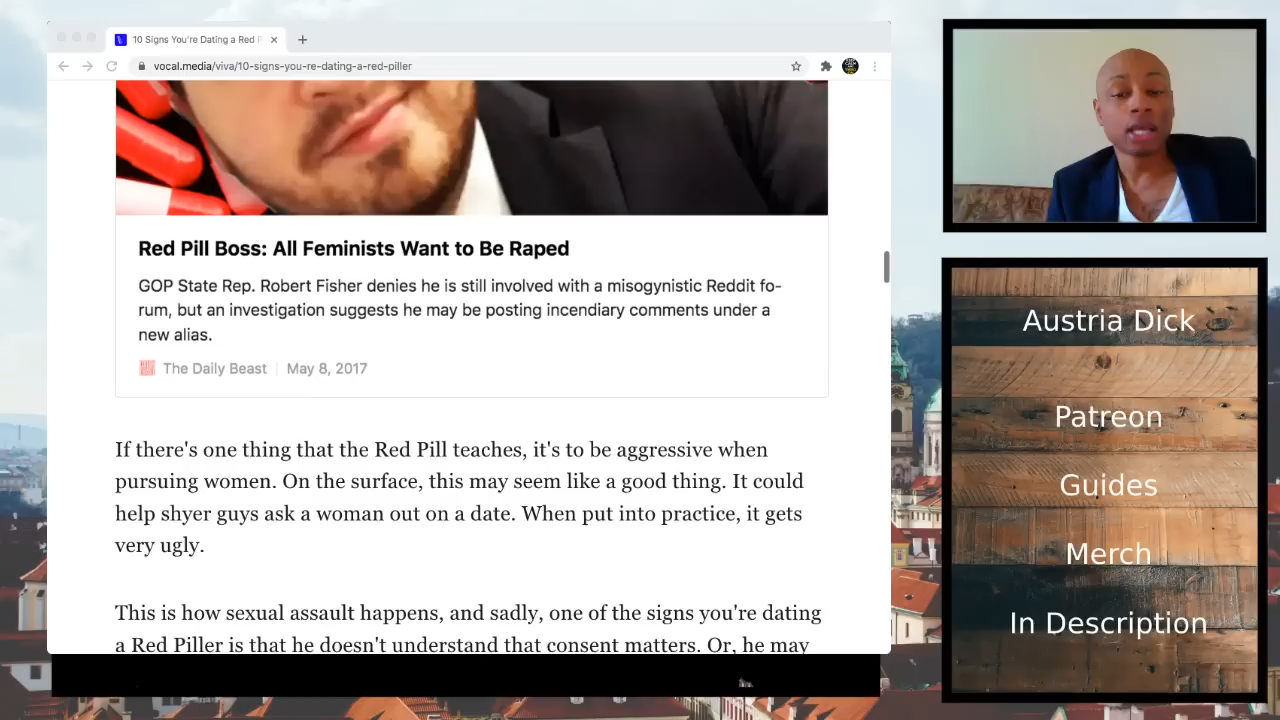 10 Signs You're Dating a Red P
vocal.media/viva/10-signs-you-re-dating-a-red-piller
Red Pill Boss: All Feminists Want to Be Raped
GOP State Rep. Robert Fisher denies he is still involved with a misogynistic Reddit fo-
rum, but an investigation suggests he may be posting incendiary comments under a
new alias.
The Daily Beast | May 8, 2017
If there's one thing that the Red Pill teaches, it's to be aggressive when
pursuing women. On the surface, this may seem like a good thing. It could
help shyer guys ask a woman out on a date. When put into practice, it gets
very ugly.
This is how sexual assault happens, and sadly, one of the signs you're dating
a Red Piller is that he doesn't understand that consent matters. Or, he may
Austria Dick
Patreon
Guides
Merch
In Description